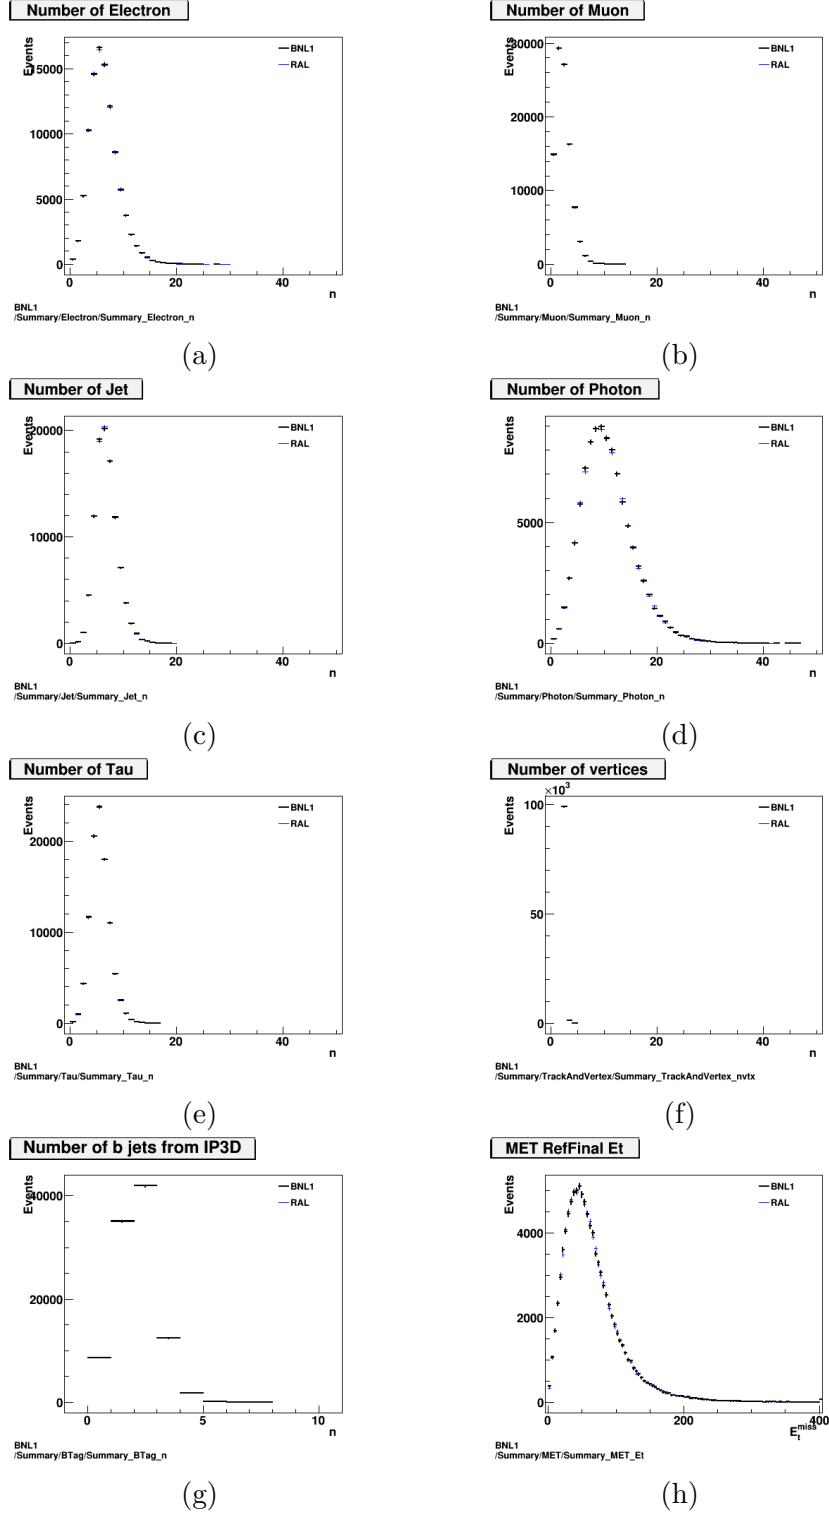 Number of Electron
Events
BNL1
RAL
15000
10000
5000
0
0 20 40
n
BNL1
/Summary/Electron/Summary_Electron_n
(a)
Number of Muon
Events
BNL1
RAL
30000
20000
10000
0
0 20 40
n
BNL1
/Summary/Muon/Summary_Muon_n
(b)
Number of Jet
Events
BNL1
RAL
20000
10000
0
0 20 40
n
BNL1
/Summary/Jet/Summary_Jet_n
(c)
Number of Photon
Events
BNL1
RAL
5000
0
0 20 40
n
BNL1
/Summary/Photon/Summary_Photon_n
(d)
Number of Tau
Events
BNL1
RAL
20000
10000
0
0 20 40
n
BNL1
/Summary/Tau/Summary_Tau_n
(e)
Number of vertices
×10³
Events
BNL1
RAL
100
50
0
0 20 40
n
BNL1
/Summary/TrackAndVertex/Summary_TrackAndVertex_nvtx
(f)
Number of b jets from IP3D
Events
BNL1
RAL
40000
20000
0
0 5 10
n
BNL1
/Summary/BTag/Summary_BTag_n
(g)
MET RefFinal Et
Events
BNL1
RAL
4000
2000
0
0 200 400
E_t^miss
BNL1
/Summary/MET/Summary_MET_Et
(h)